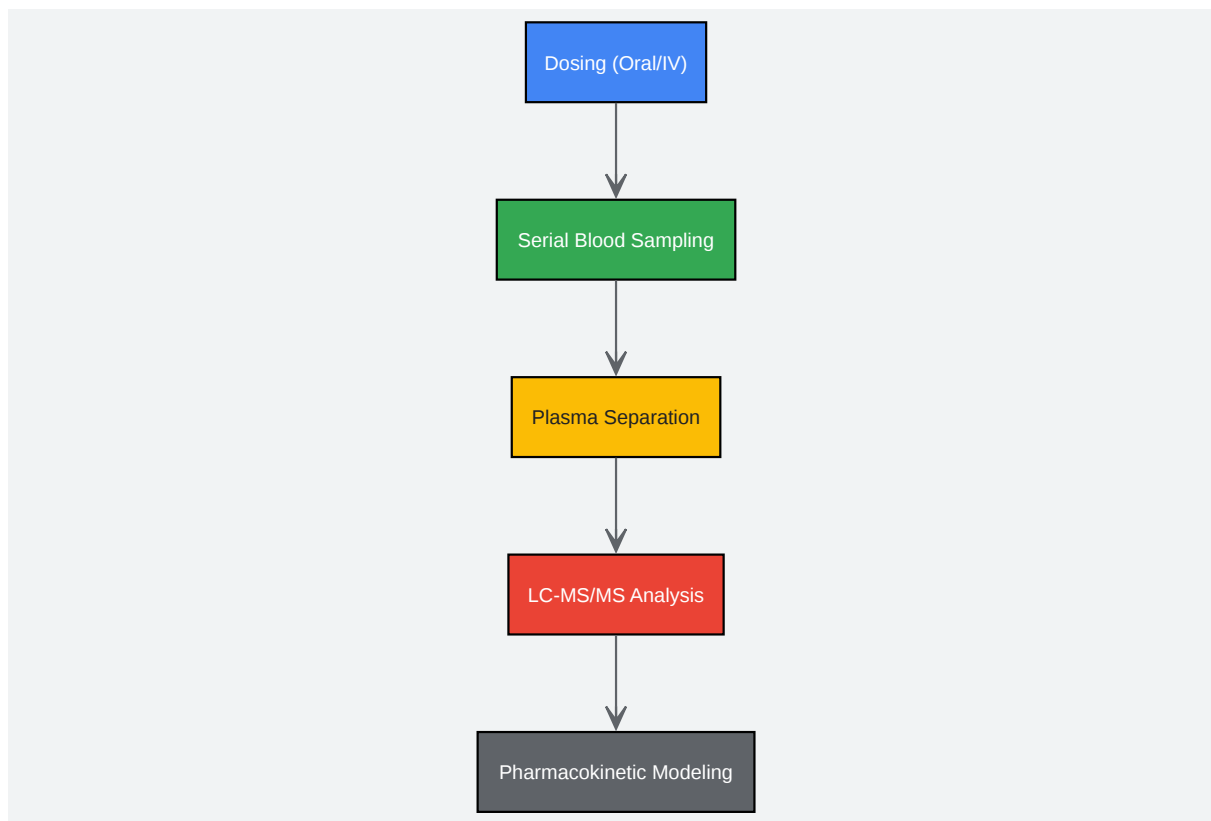 Dosing (Oral/IV)
Serial Blood Sampling
Plasma Separation
LC-MS/MS Analysis
Pharmacokinetic Modeling